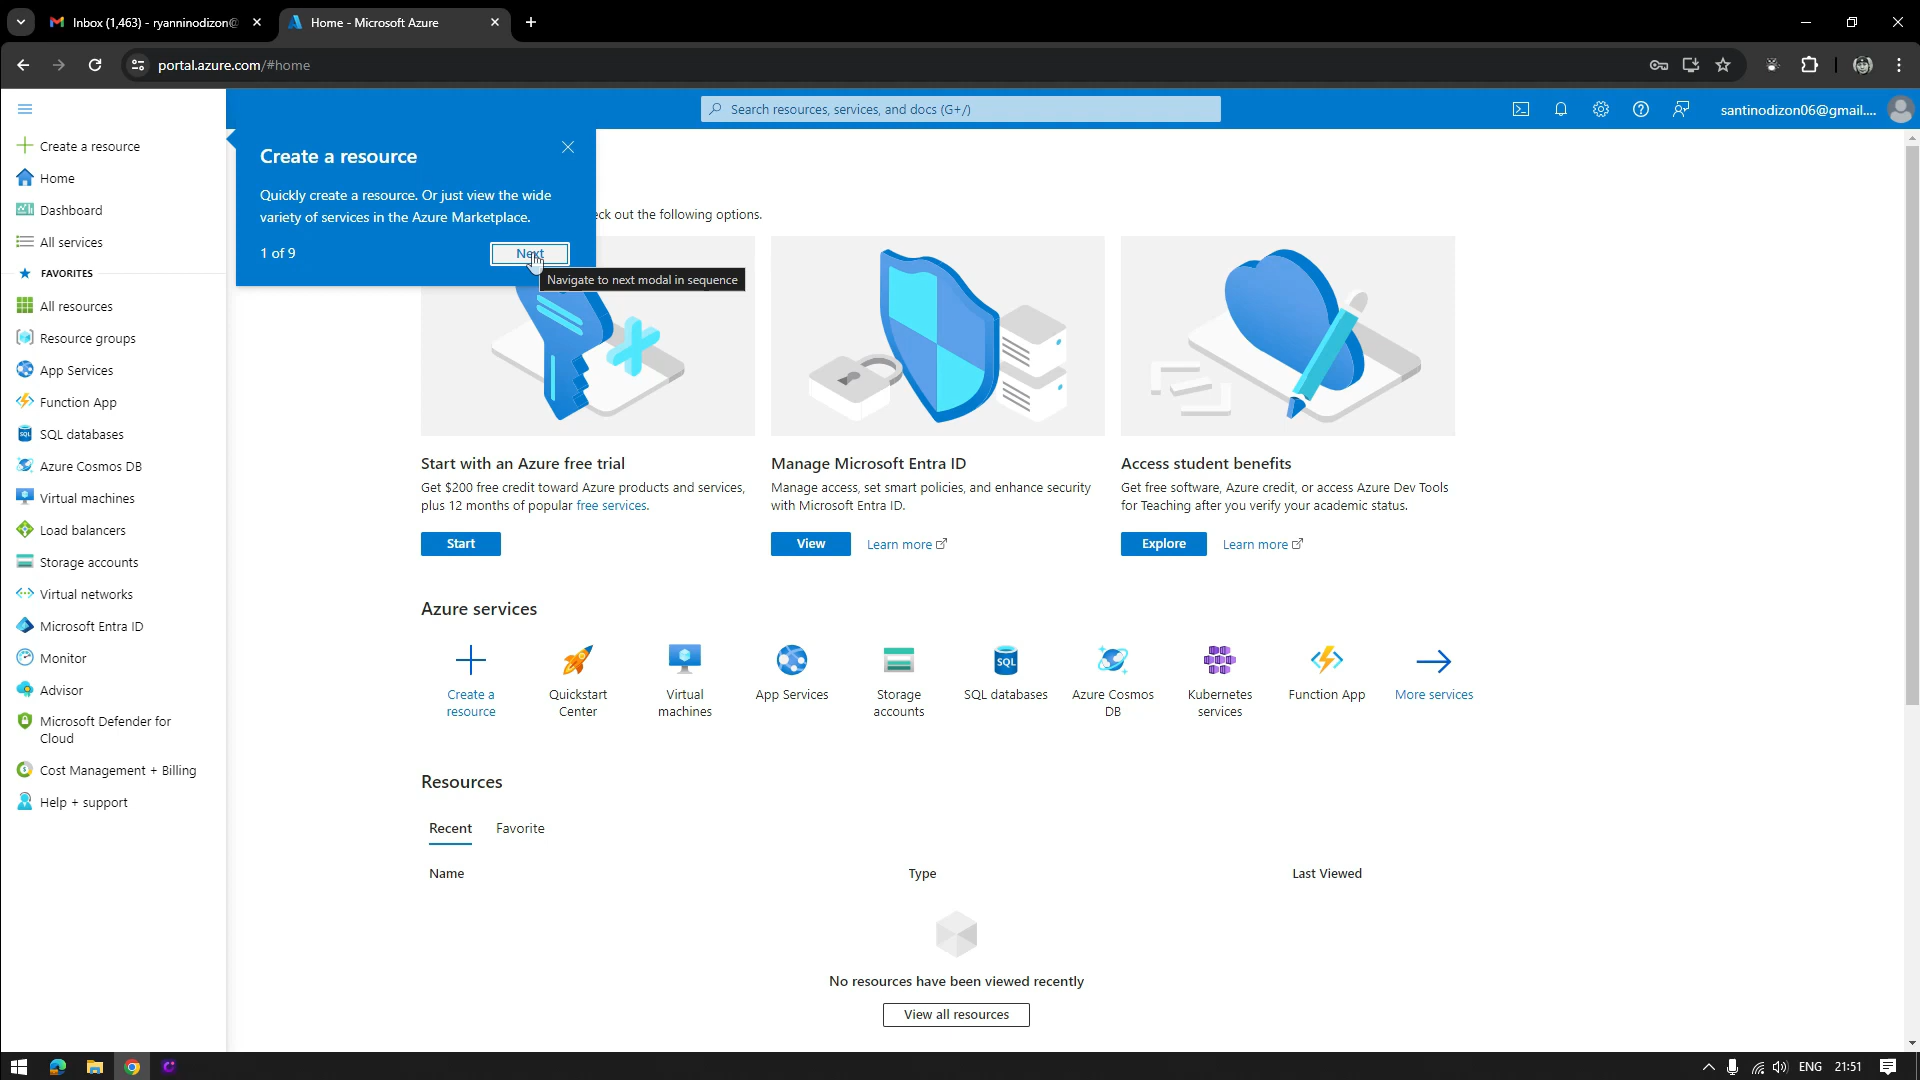 Inbox (1,463) - ryanninodizon@
Home - Microsoft Azure
portal.azure.com/#home
Search resources, services, and docs (G+/)
santinodizon06@gmail....
Create a resource
Home
Dashboard
All services
FAVORITES
All resources
Resource groups
App Services
Function App
SQL databases
Azure Cosmos DB
Virtual machines
Load balancers
Storage accounts
Virtual networks
Microsoft Entra ID
Monitor
Advisor
Microsoft Defender for
Cloud
Cost Management + Billing
Help + support
Create a resource
Quickly create a resource. Or just view the wide
variety of services in the Azure Marketplace.
1 of 9
Next
Navigate to next modal in sequence
eck out the following options.
Start with an Azure free trial
Get $200 free credit toward Azure products and services,
plus 12 months of popular free services.
Start
Manage Microsoft Entra ID
Manage access, set smart policies, and enhance security
with Microsoft Entra ID.
View
Learn more
Access student benefits
Get free software, Azure credit, or access Azure Dev Tools
for Teaching after you verify your academic status.
Explore
Learn more
Azure services
Create a
resource
Quickstart
Center
Virtual
machines
App Services
Storage
accounts
SQL
SQL databases
Azure Cosmos
DB
Kubernetes
services
Function App
More services
Resources
Recent
Favorite
Name
Type
Last Viewed
No resources have been viewed recently
View all resources
ENG
21:51